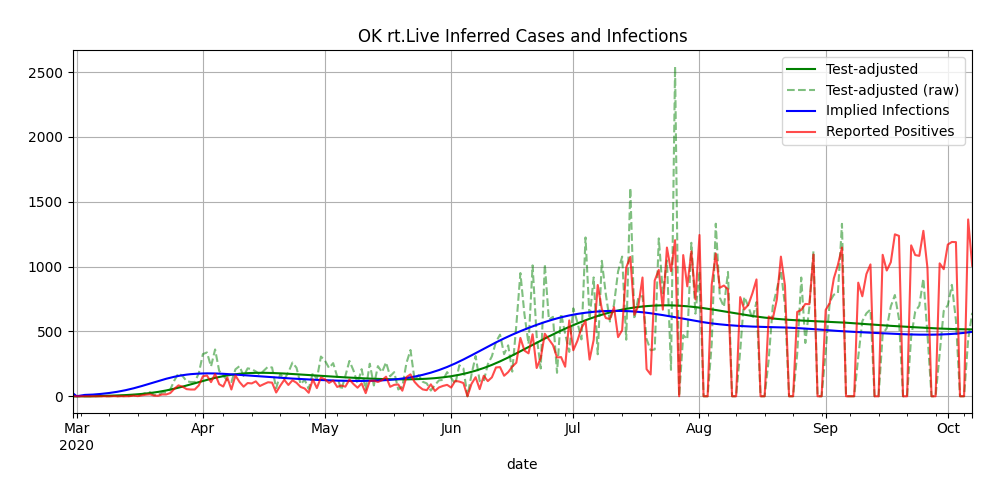 OK rt.Live Inferred Cases and Infections
Test-adjusted
Test-adjusted (raw)
Implied Infections
Reported Positives
2500
2000
1500
1000
500
0
Mar Apr May Jun Jul Aug Sep Oct
2020
date